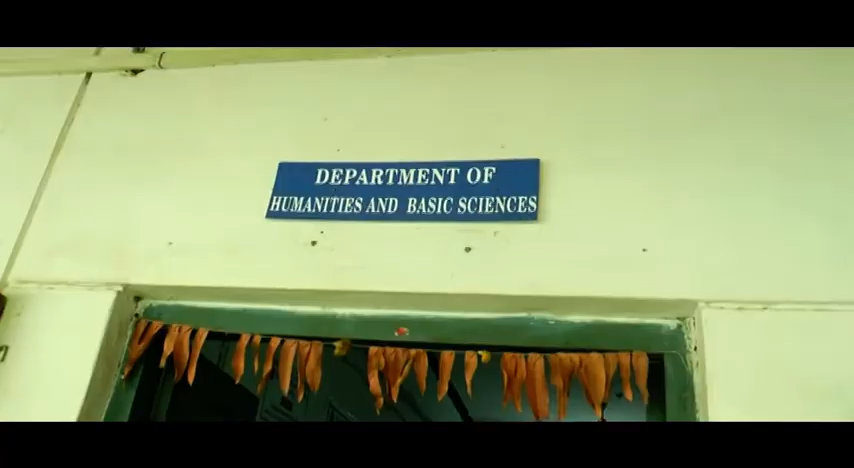 DEPARTMENT OF
HUMANITIES AND BASIC SCIENCES